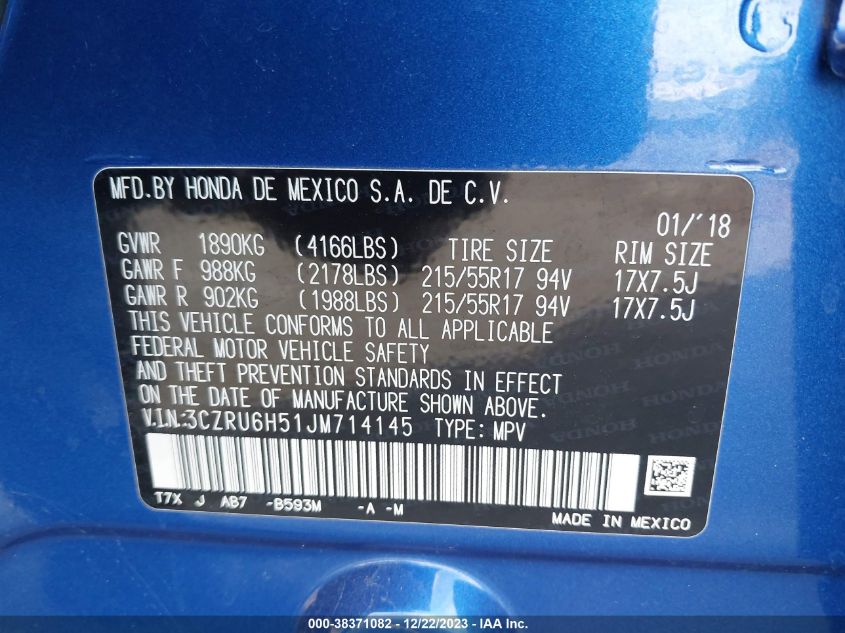 MFD.BY HONDA DE MEXICO S.A. DE C.V.
01/'18
GVWR 1890KG (4166LBS) TIRE SIZE RIM SIZE
GAWR F 988KG (2178LBS) 215/55R17 94V 17X7.5J
GAWR R 902KG (1988LBS) 215/55R17 94V 17X7.5J
THIS VEHICLE CONFORMS TO ALL APPLICABLE
FEDERAL MOTOR VEHICLE SAFETY
AND THEFT PREVENTION STANDARDS IN EFFECT
ON THE DATE OF MANUFACTURE SHOWN ABOVE.
V.I.N:3CZRU6H51JM714145 TYPE: MPV
T7X J AB7 -B593M -A -M
MADE IN MEXICO
000-38371082 - 12/22/2023 - IAA Inc.